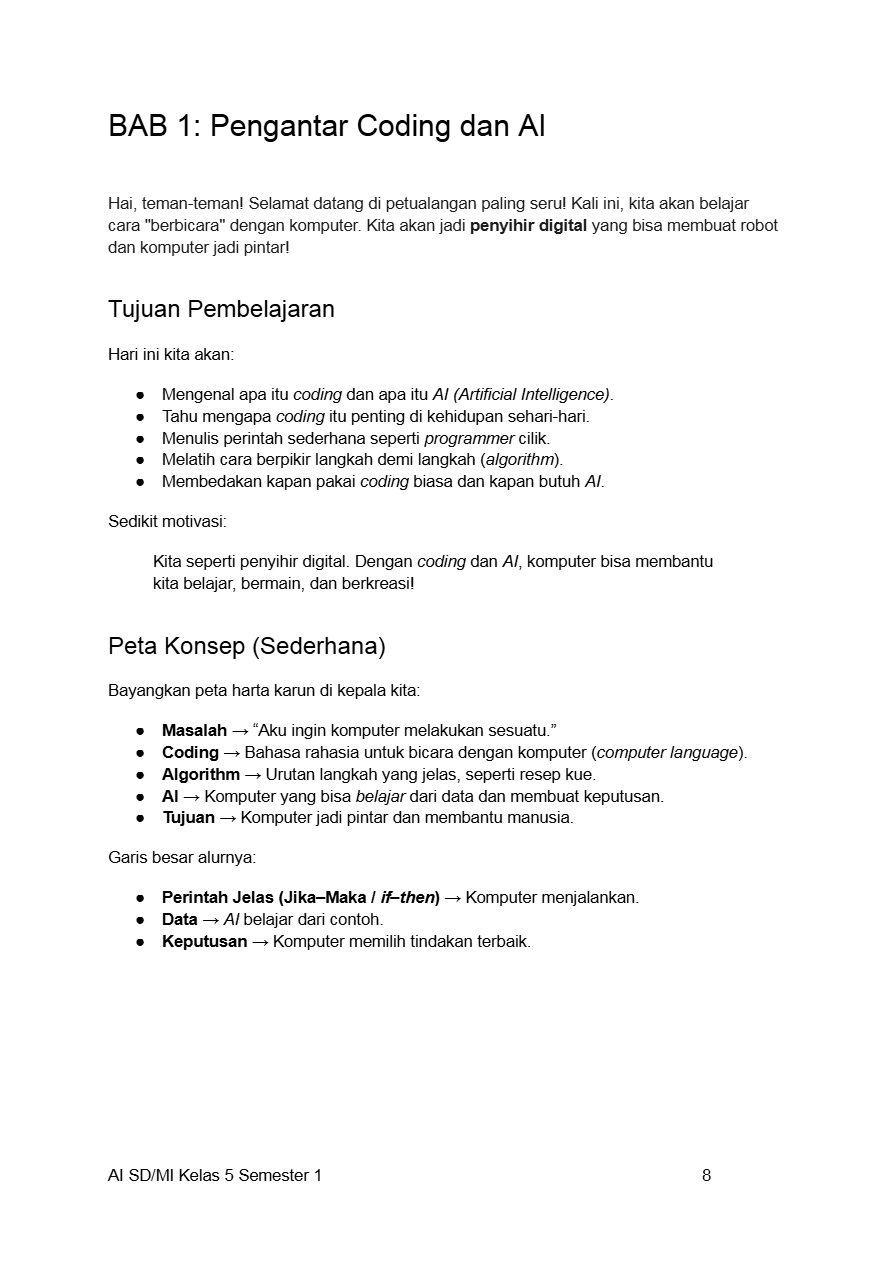 BAB 1: Pengantar Coding dan AI
Hai, teman-teman! Selamat datang di petualangan paling seru! Kali ini, kita akan belajar
cara "berbicara" dengan komputer. Kita akan jadi penyihir digital yang bisa membuat robot
dan komputer jadi pintar!
Tujuan Pembelajaran
Hari ini kita akan:
● Mengenal apa itu coding dan apa itu AI (Artificial Intelligence).
● Tahu mengapa coding itu penting di kehidupan sehari-hari.
● Menulis perintah sederhana seperti programmer cilik.
● Melatih cara berpikir langkah demi langkah (algorithm).
● Membedakan kapan pakai coding biasa dan kapan butuh AI.
Sedikit motivasi:
Kita seperti penyihir digital. Dengan coding dan AI, komputer bisa membantu
kita belajar, bermain, dan berkreasi!
Peta Konsep (Sederhana)
Bayangkan peta harta karun di kepala kita:
● Masalah → “Aku ingin komputer melakukan sesuatu.”
● Coding → Bahasa rahasia untuk bicara dengan komputer (computer language).
● Algorithm → Urutan langkah yang jelas, seperti resep kue.
● AI → Komputer yang bisa belajar dari data dan membuat keputusan.
● Tujuan → Komputer jadi pintar dan membantu manusia.
Garis besar alurnya:
● Perintah Jelas (Jika–Maka / if–then) → Komputer menjalankan.
● Data → AI belajar dari contoh.
● Keputusan → Komputer memilih tindakan terbaik.
AI SD/MI Kelas 5 Semester 1 8